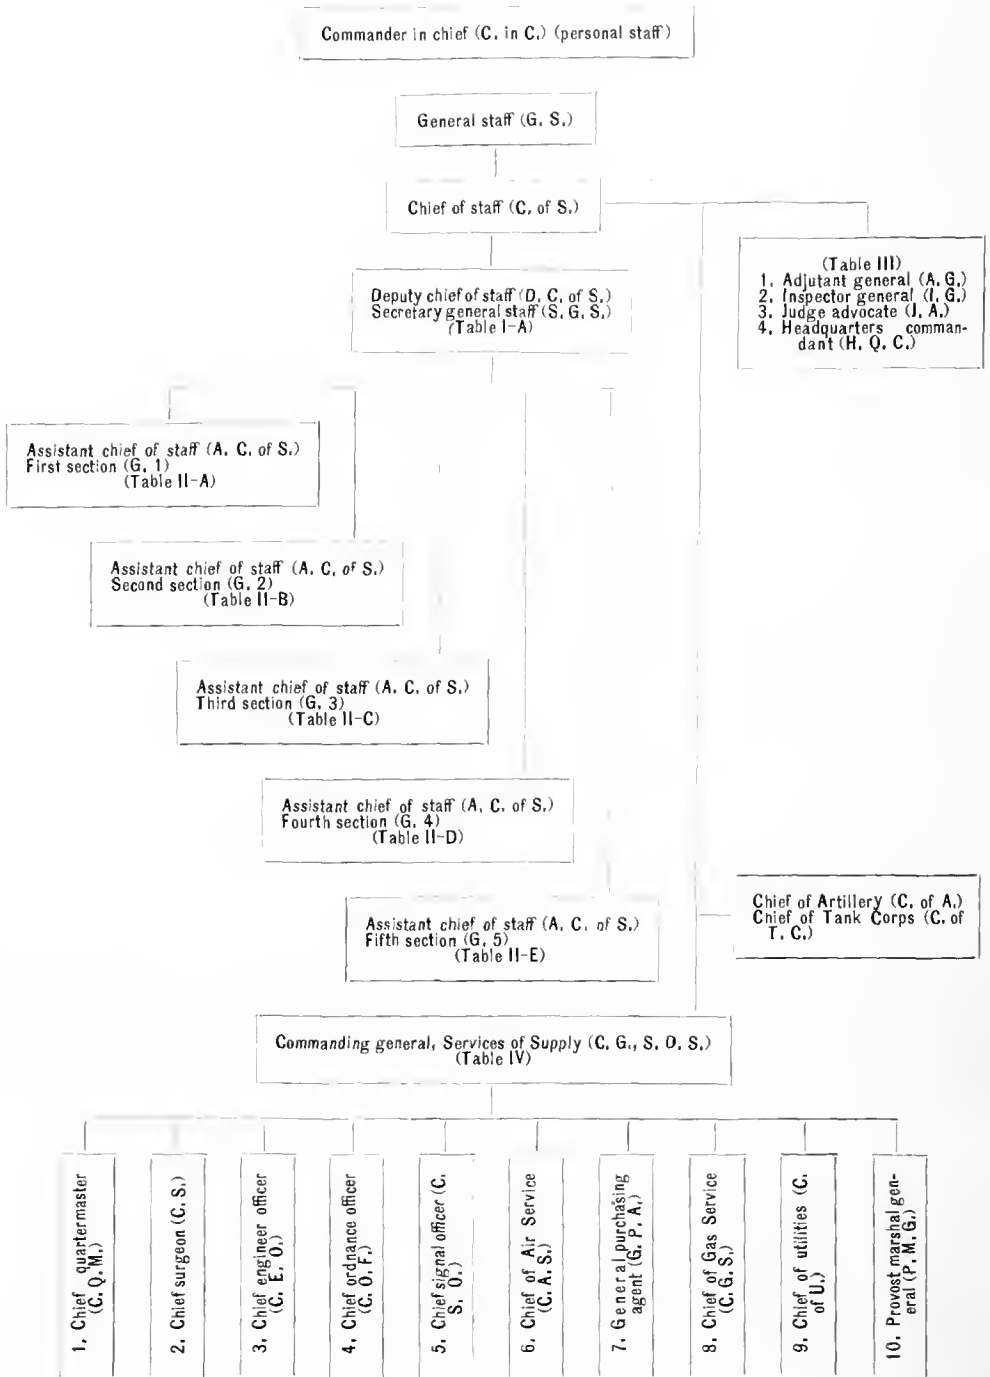 Commander in chief (C. in C.) (personal staff)
General staff (G. S.)
Chief of staff (C. of S.)
(Table III)
1. Adjutant general (A. G.)
2. Inspector general (I. G.)
3. Judge advocate (J. A.)
4. Headquarters comman-
dant (H. Q. C.)
Deputy chief of staff (D. C. of S.)
Secretary general staff (S. G. S.)
(Table I-A)
Assistant chief of staff (A. C. of S.)
First section (G. 1)
(Table II-A)
Assistant chief of staff (A. C. of S.)
Second section (G. 2)
(Table II-B)
Assistant chief of staff (A. C. of S.)
Third section (G. 3)
(Table II-C)
Assistant chief of staff (A. C. of S.)
Fourth section (G. 4)
(Table II-D)
Assistant chief of staff (A. C. of S.)
Fifth section (G. 5)
(Table II-E)
Chief of Artillery (C. of A.)
Chief of Tank Corps (C. of
T. C.)
Commanding general, Services of Supply (C. G., S. O. S.)
(Table IV)
1. Chief quartermaster
(C. Q. M.)
2. Chief surgeon (C. S.)
3. Chief engineer officer
(C. E. O.)
4. Chief ordnance officer
(C. O. F.)
5. Chief signal officer (C.
S. O.)
6. Chief of Air Service
(C. A. S.)
7. General purchasing
agent (G. P. A.)
8. Chief of Gas Service
(C. G. S.)
9. Chief of utilities (C.
of U.)
10. Provost marshal gen-
eral (P. M. G.)